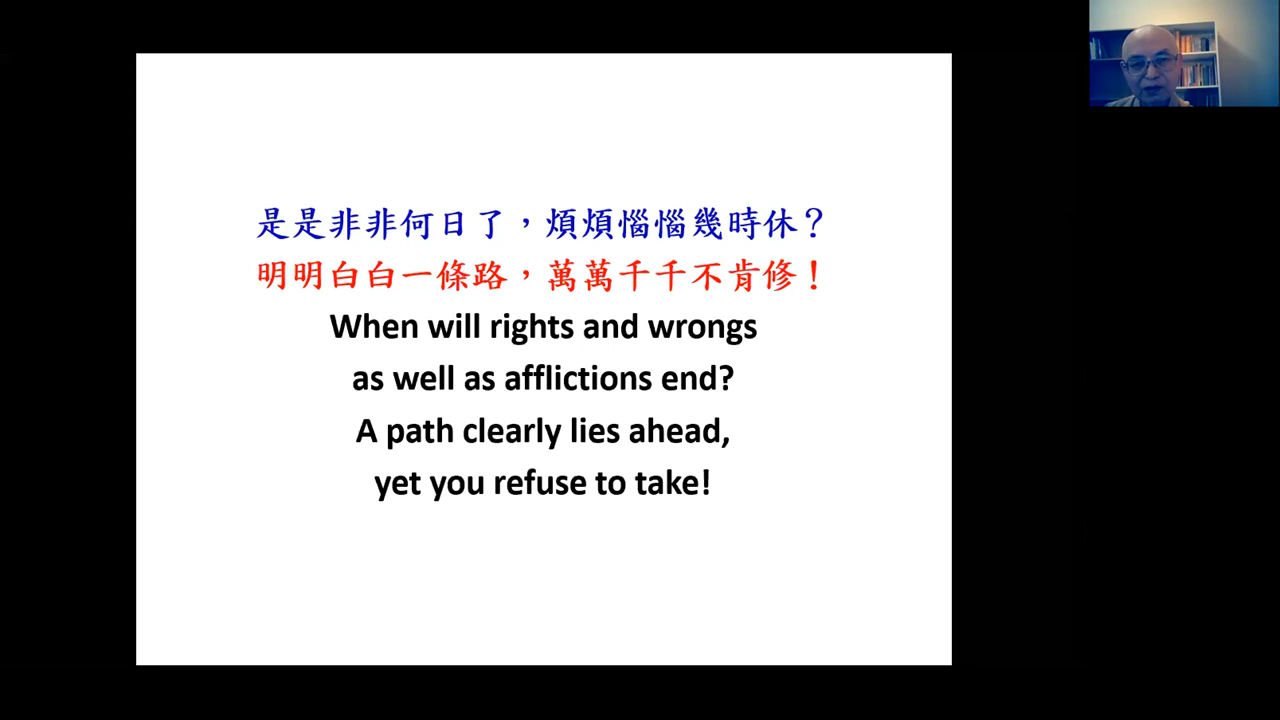 是是非非何日了，煩煩惱惱幾時休？
明明白白一條路，萬萬千千不肯修！
When will rights and wrongs
as well as afflictions end?
A path clearly lies ahead,
yet you refuse to take!